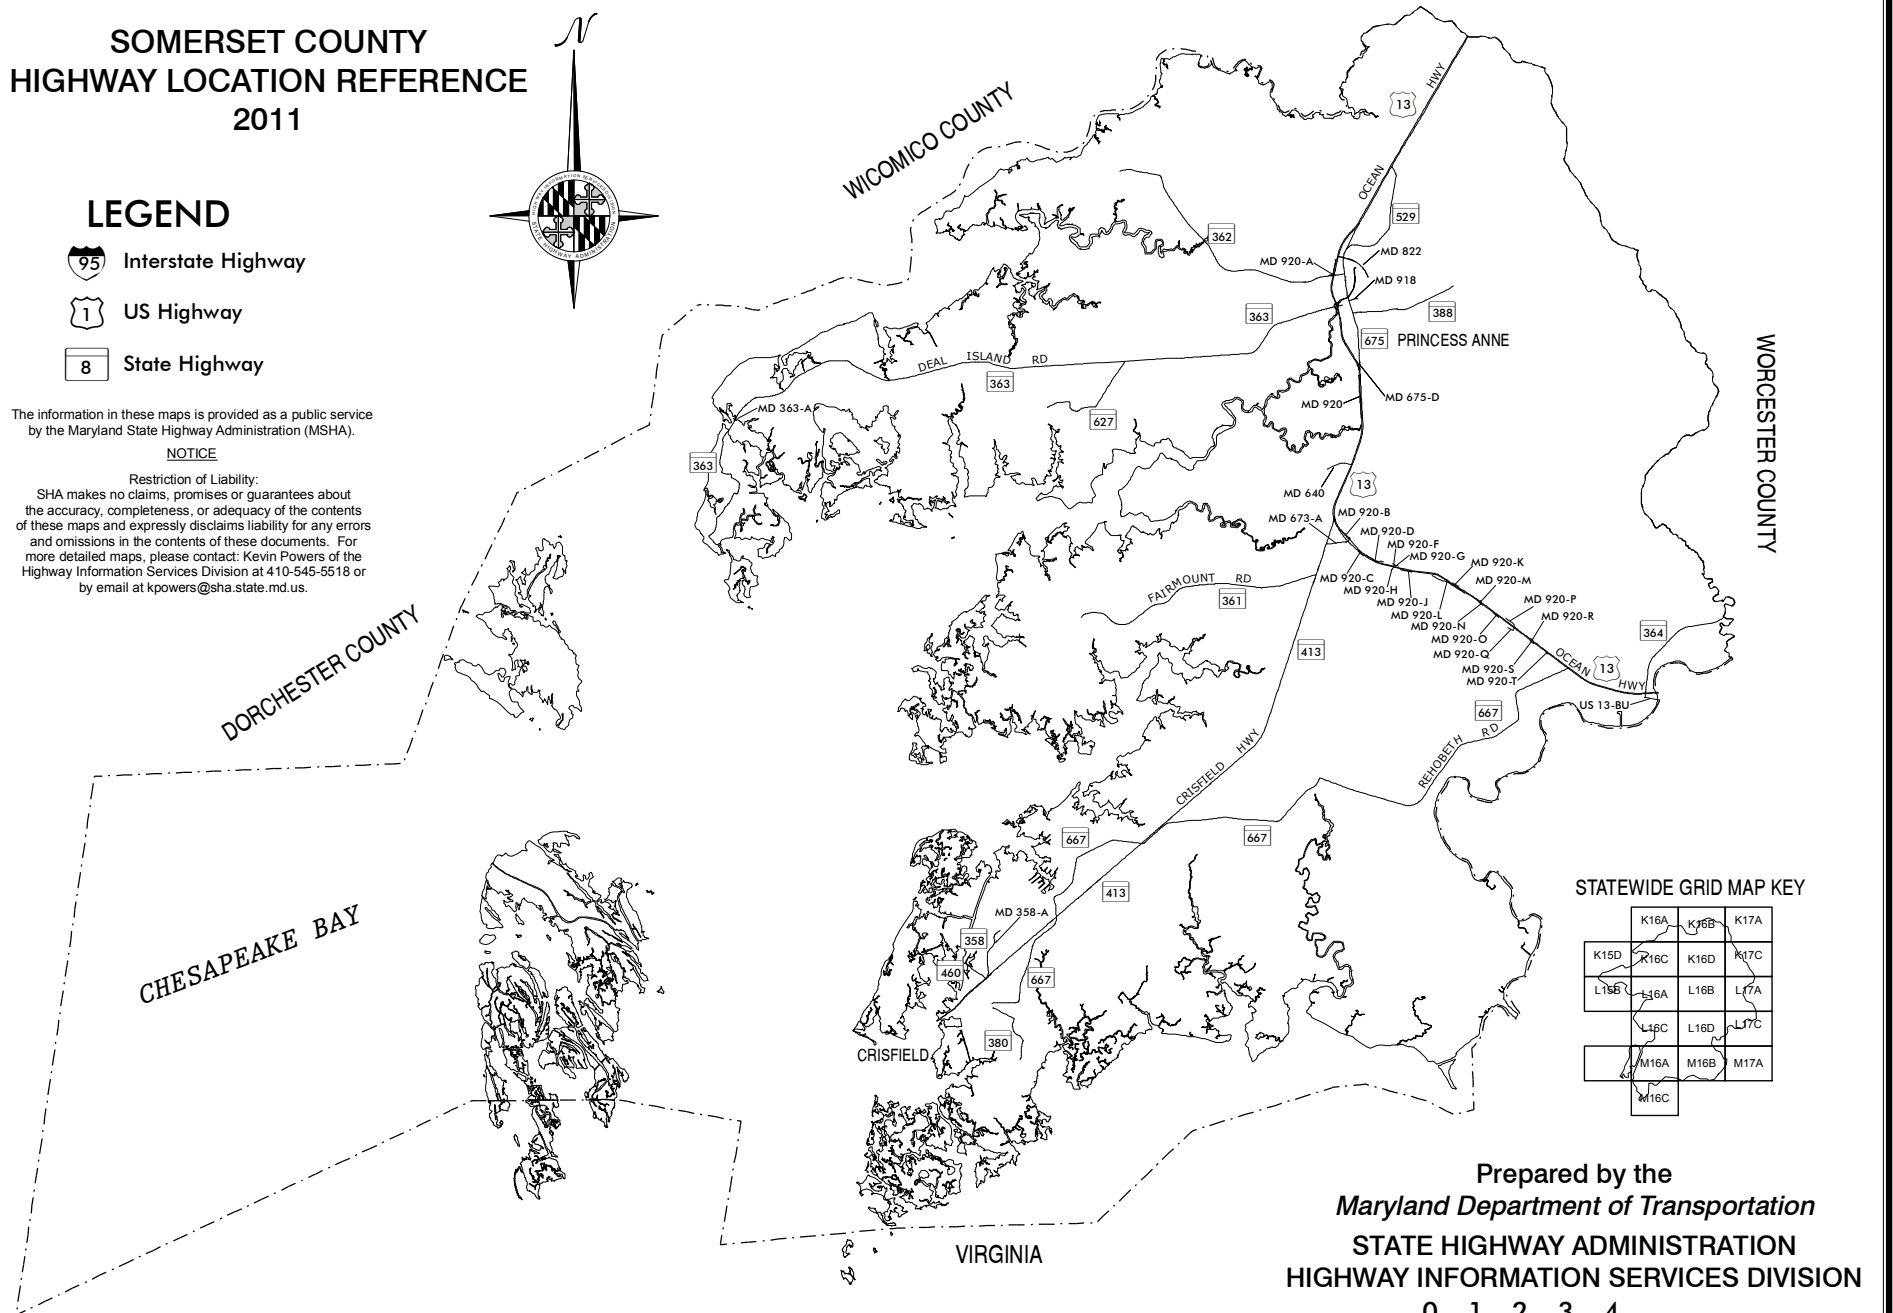 SOMERSET COUNTY
HIGHWAY LOCATION REFERENCE
2011
N
LEGEND
95 Interstate Highway
1 US Highway
8 State Highway
The information in these maps is provided as a public service
by the Maryland State Highway Administration (MSHA).
NOTICE
Restriction of Liability:
SHA makes no claims, promises or guarantees about
the accuracy, completeness, or adequacy of the contents
of these maps and expressly disclaims liability for any errors
and omissions in the contents of these documents. For
more detailed maps, please contact: Kevin Powers of the
Highway Information Services Division at 410-545-5518 or
by email at kpowers@sha.state.md.us.
HIGHWAY INFORMATION SERVICES DIVISION
STATE HIGHWAY ADMINISTRATION
WICOMICO COUNTY
DORCHESTER COUNTY
WORCESTER COUNTY
CHESAPEAKE BAY
VIRGINIA
OCEAN HWY
13
529
362
MD 822
MD 920-A
MD 918
363
388
675
PRINCESS ANNE
DEAL ISLAND RD
363
MD 920
MD 675-D
MD 363-A
627
363
MD 640
13
MD 673-A
MD 920-B
MD 920-D
MD 920-F
MD 920-G
MD 920-K
MD 920-M
MD 920-P
MD 920-R
MD 920-C
MD 920-H
MD 920-J
MD 920-L
MD 920-N
MD 920-O
MD 920-Q
MD 920-S
MD 920-T
FAIRMOUNT RD
361
413
364
OCEAN HWY
13
US 13-BU
667
REHOBETH RD
CRISFIELD HWY
667
667
413
MD 358-A
358
460
667
380
CRISFIELD
STATEWIDE GRID MAP KEY
K16A K16B K17A
K15D K16C K16D K17C
L15B L16A L16B L17A
L16C L16D L17C
M16A M16B M17A
M16C
Prepared by the
Maryland Department of Transportation
STATE HIGHWAY ADMINISTRATION
HIGHWAY INFORMATION SERVICES DIVISION
0 1 2 3 4